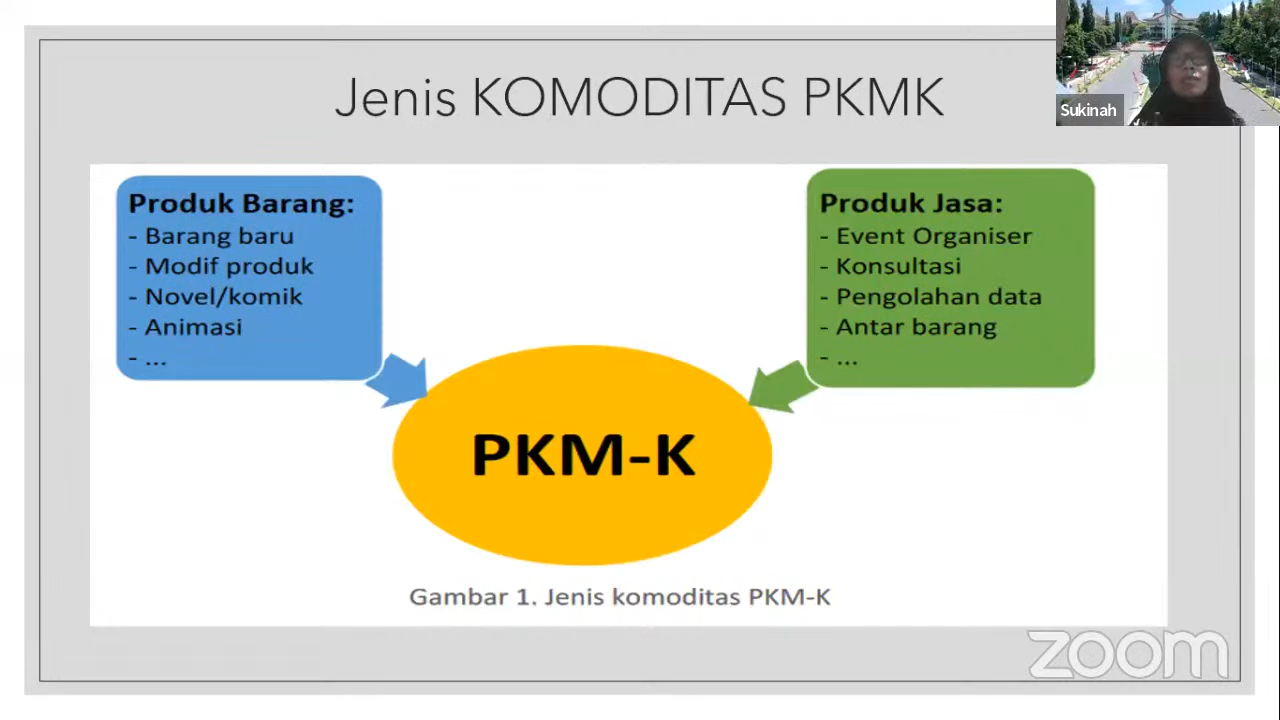 Jenis KOMODITAS PKMK
Sukinah
Produk Barang:
- Barang baru
- Modif produk
- Novel/komik
- Animasi
- ...
Produk Jasa:
- Event Organiser
- Konsultasi
- Pengolahan data
- Antar barang
- ...
PKM-K
Gambar 1. Jenis komoditas PKM-K
zoom